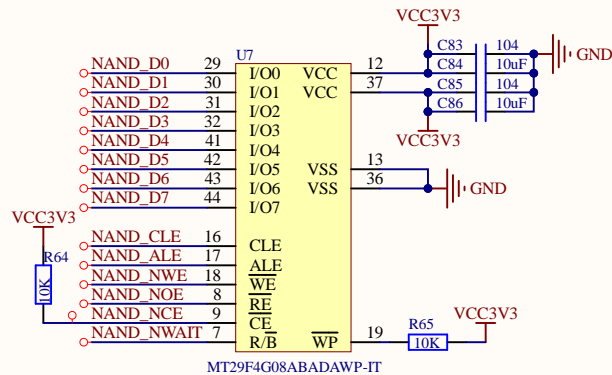 VCC3V3
U7
C83 104
NAND_D0 29 I/O0 VCC 12 C84 10uF GND
NAND_D1 30 I/O1 VCC 37 C85 104
NAND_D2 31 I/O2 C86 10uF
NAND_D3 32 I/O3 VCC3V3
NAND_D4 41 I/O4
NAND_D5 42 I/O5 VSS 13
NAND_D6 43 I/O6 VSS 36 GND
NAND_D7 44 I/O7
VCC3V3
NAND_CLE 16 CLE
R64 NAND_ALE 17 ALE
10K NAND_NWE 18 WE
NAND_NOE 8 RE
NAND_NCE 9 CE VCC3V3
NAND_NWAIT 7 R/B WP 19 R65 10K
MT29F4G08ABADAWP-IT